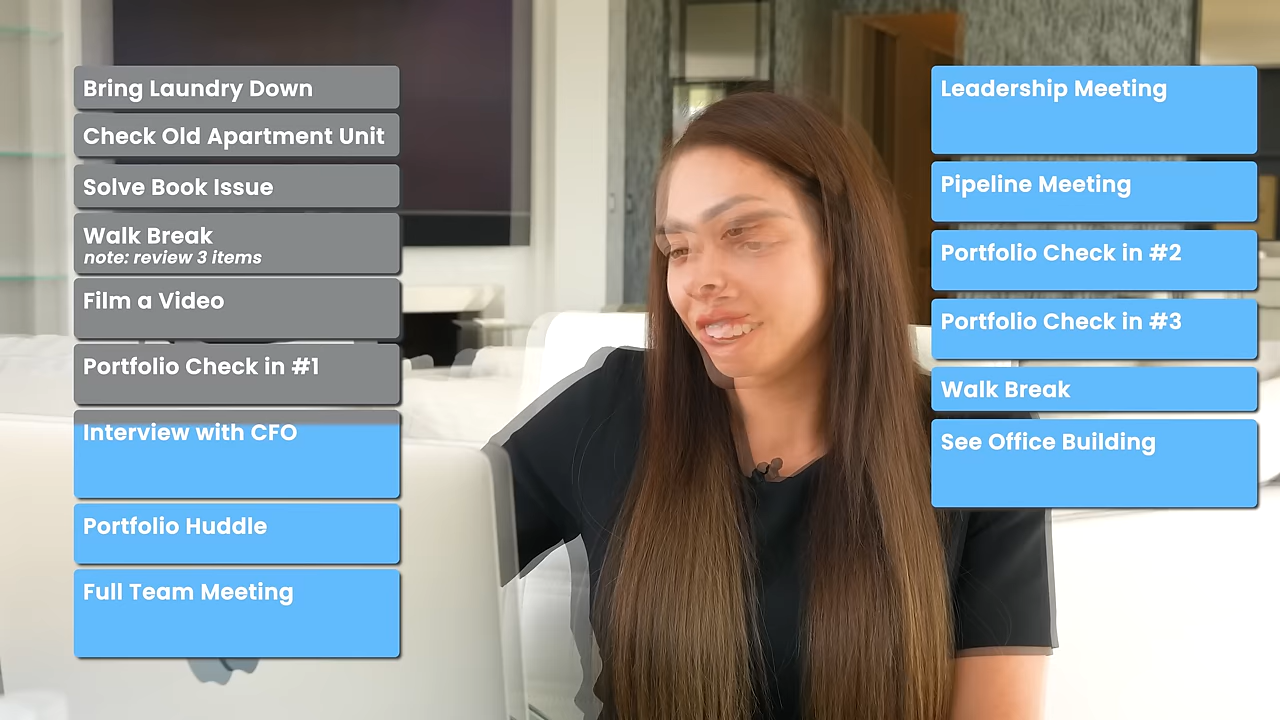 Bring Laundry Down
Check Old Apartment Unit
Solve Book Issue
Walk Break
note: review 3 items
Film a Video
Portfolio Check in #1
Interview with CFO
Portfolio Huddle
Full Team Meeting
Leadership Meeting
Pipeline Meeting
Portfolio Check in #2
Portfolio Check in #3
Walk Break
See Office Building